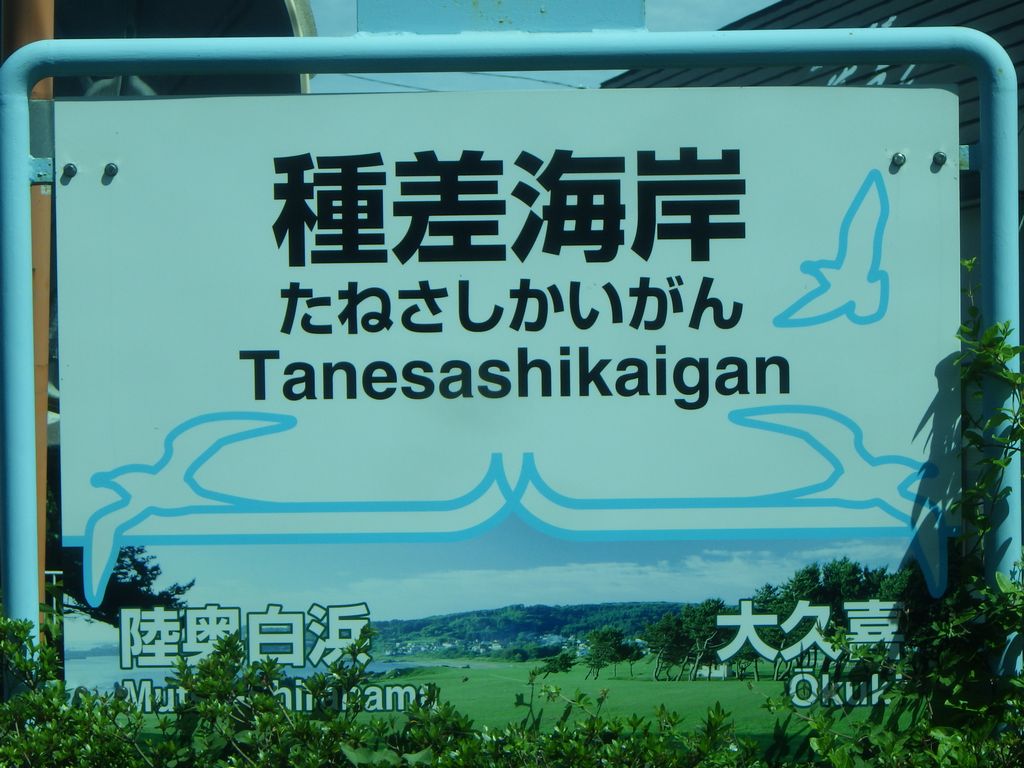 種差海岸
たねさしかいがん
Tanesashikaigan
陸奥白浜 大久喜